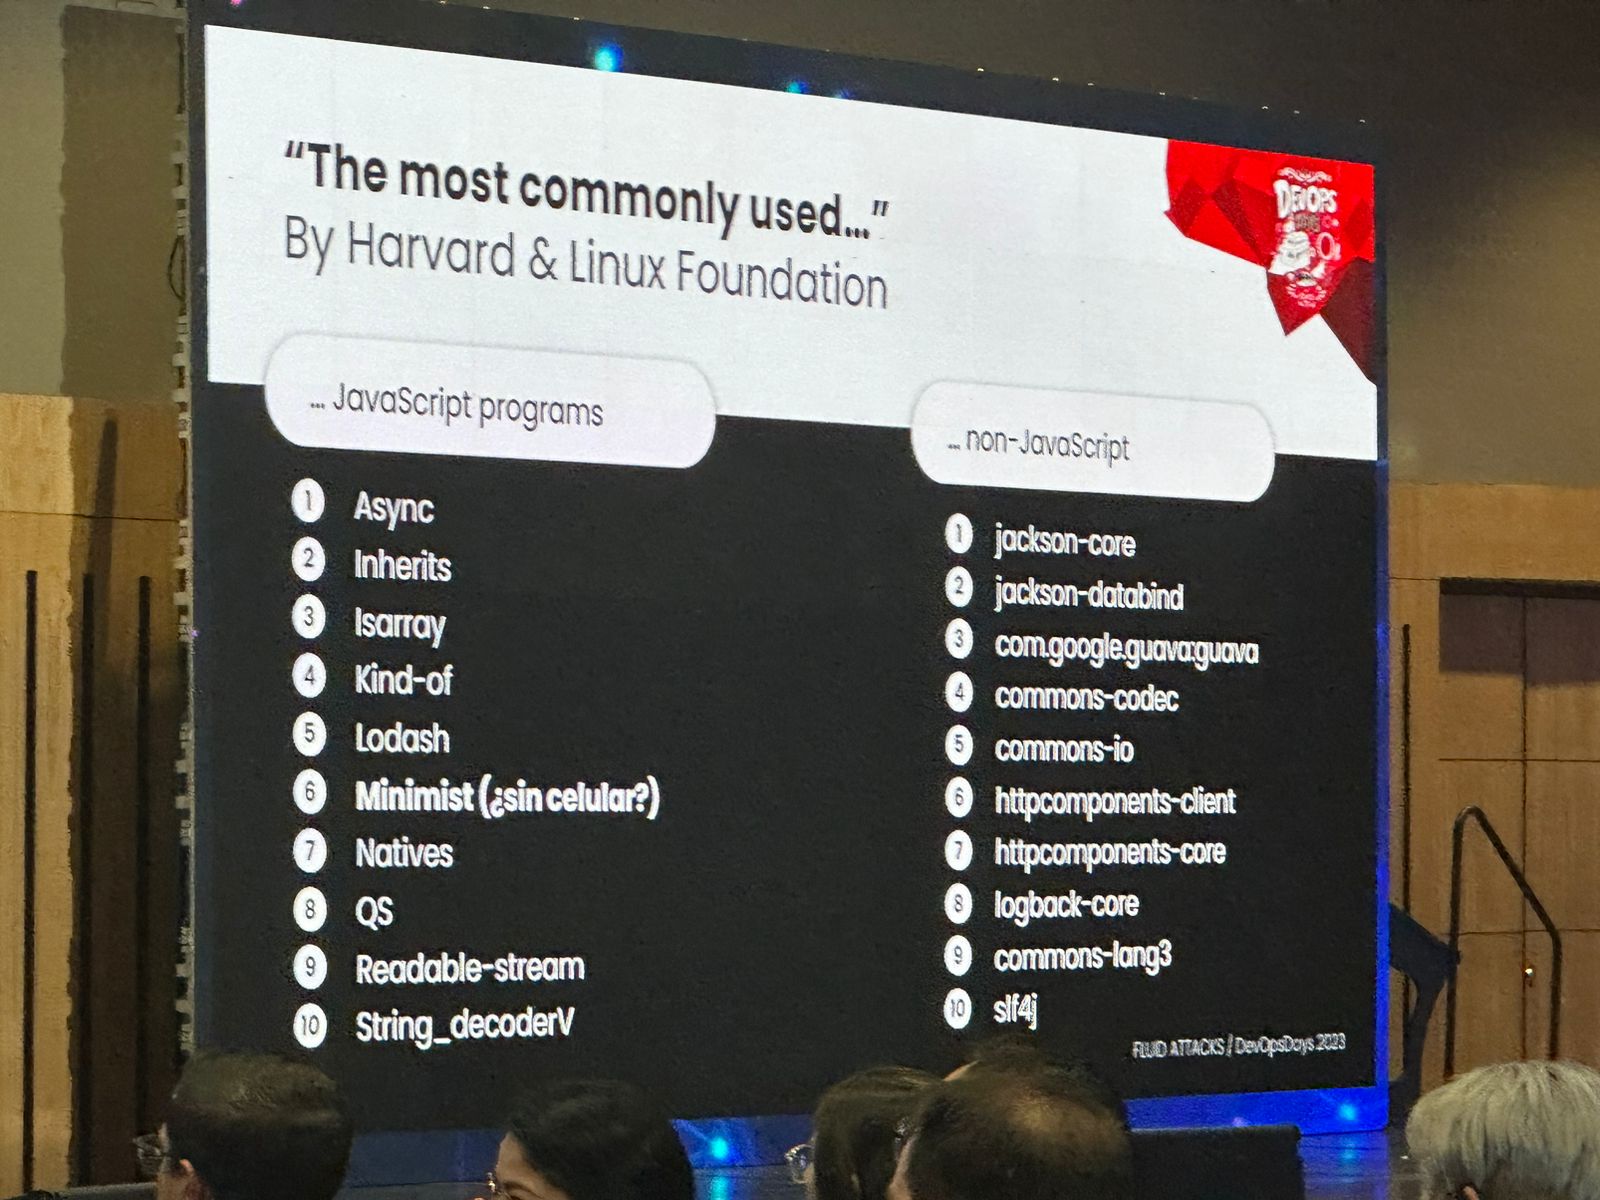 “The most commonly used...”
By Harvard & Linux Foundation
DEVOPS
... JavaScript programs
1 Async
2 Inherits
3 Isarray
4 Kind-of
5 Lodash
6 Minimist (¿sin celular?)
7 Natives
8 QS
9 Readable-stream
10 String_decoderV
... non-JavaScript
1 jackson-core
2 jackson-databind
3 com.google.guava:guava
4 commons-codec
5 commons-io
6 httpcomponents-client
7 httpcomponents-core
8 logback-core
9 commons-lang3
10 slf4j
FLUID ATTACKS / DevOpsDays 2023